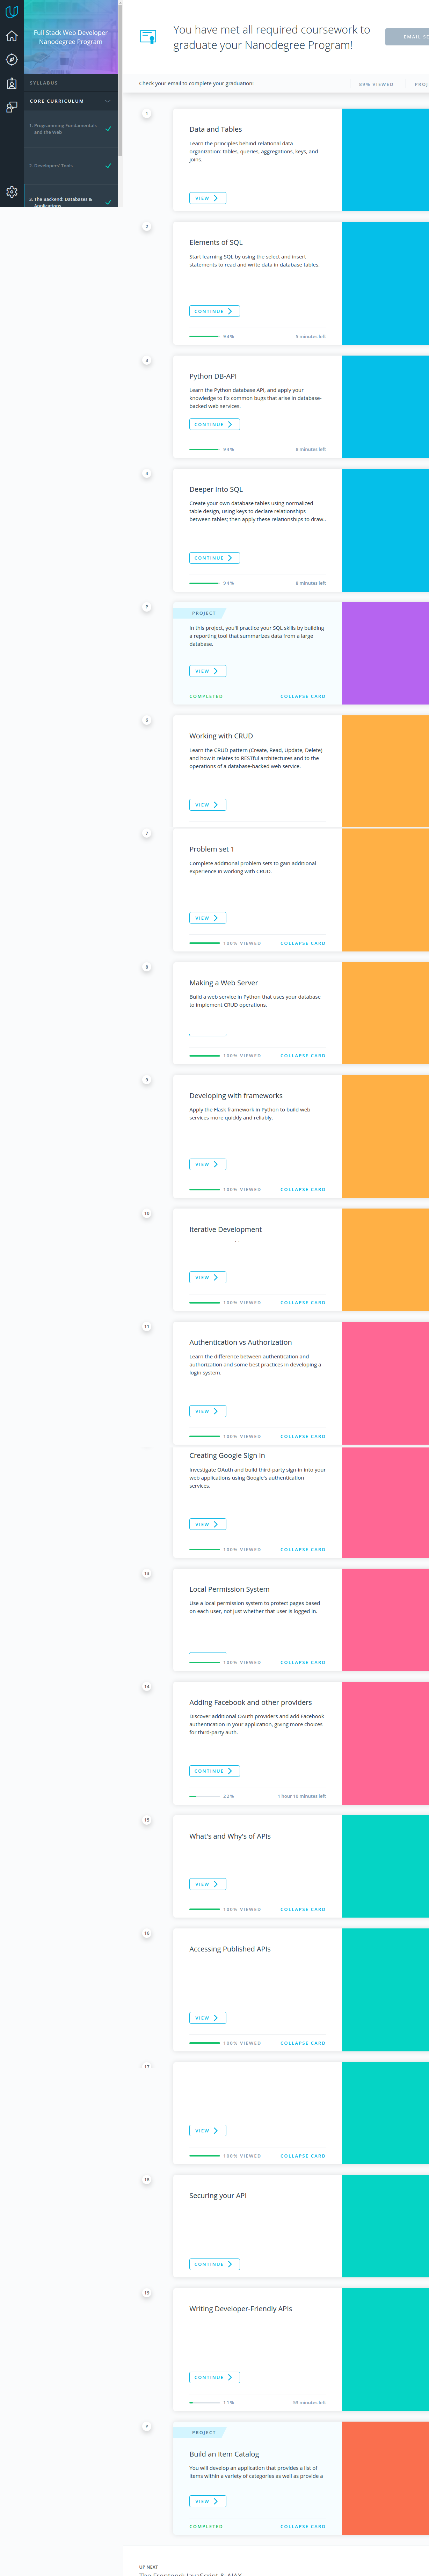 Full Stack Web Developer
Nanodegree Program
SYLLABUS
CORE CURRICULUM
1. Programming Fundamentals
and the Web
2. Developers' Tools
3. The Backend: Databases &
Applications
You have met all required coursework to
graduate your Nanodegree Program!
EMAIL SE
Check your email to complete your graduation!
89% VIEWED
PROJ
1
Data and Tables
Learn the principles behind relational data
organization: tables, queries, aggregations, keys, and
joins.
VIEW
2
Elements of SQL
Start learning SQL by using the select and insert
statements to read and write data in database tables.
CONTINUE
94%
5 minutes left
3
Python DB-API
Learn the Python database API, and apply your
knowledge to fix common bugs that arise in database-
backed web services.
CONTINUE
94%
8 minutes left
4
Deeper Into SQL
Create your own database tables using normalized
table design, using keys to declare relationships
between tables; then apply these relationships to draw..
CONTINUE
94%
8 minutes left
P
PROJECT
In this project, you'll practice your SQL skills by building
a reporting tool that summarizes data from a large
database.
VIEW
COMPLETED
COLLAPSE CARD
6
Working with CRUD
Learn the CRUD pattern (Create, Read, Update, Delete)
and how it relates to RESTful architectures and to the
operations of a database-backed web service.
VIEW
7
Problem set 1
Complete additional problem sets to gain additional
experience in working with CRUD.
VIEW
100% VIEWED
COLLAPSE CARD
8
Making a Web Server
Build a web service in Python that uses your database
to implement CRUD operations.
100% VIEWED
COLLAPSE CARD
9
Developing with frameworks
Apply the Flask framework in Python to build web
services more quickly and reliably.
VIEW
100% VIEWED
COLLAPSE CARD
10
Iterative Development
VIEW
100% VIEWED
COLLAPSE CARD
11
Authentication vs Authorization
Learn the difference between authentication and
authorization and some best practices in developing a
login system.
VIEW
100% VIEWED
COLLAPSE CARD
Creating Google Sign in
Investigate OAuth and build third-party sign-in into your
web applications using Google's authentication
services.
VIEW
100% VIEWED
COLLAPSE CARD
13
Local Permission System
Use a local permission system to protect pages based
on each user, not just whether that user is logged in.
100% VIEWED
COLLAPSE CARD
14
Adding Facebook and other providers
Discover additional OAuth providers and add Facebook
authentication in your application, giving more choices
for third-party auth.
CONTINUE
22%
1 hour 10 minutes left
15
What's and Why's of APIs
VIEW
100% VIEWED
COLLAPSE CARD
16
Accessing Published APIs
VIEW
100% VIEWED
COLLAPSE CARD
17
VIEW
100% VIEWED
COLLAPSE CARD
18
Securing your API
CONTINUE
19
Writing Developer-Friendly APIs
CONTINUE
11%
53 minutes left
P
PROJECT
Build an Item Catalog
You will develop an application that provides a list of
items within a variety of categories as well as provide a
VIEW
COMPLETED
COLLAPSE CARD
UP NEXT
The Frontend: JavaScript & AJAX